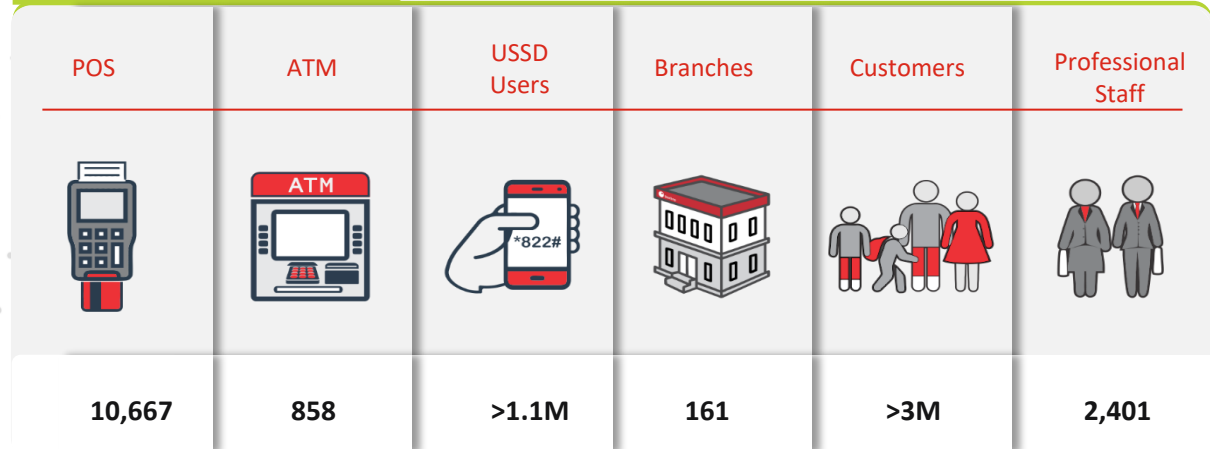 POS
ATM
USSD
Users
Branches
Customers
Professional
Staff
ATM
*822#
10,667
858
>1.1M
161
>3M
2,401